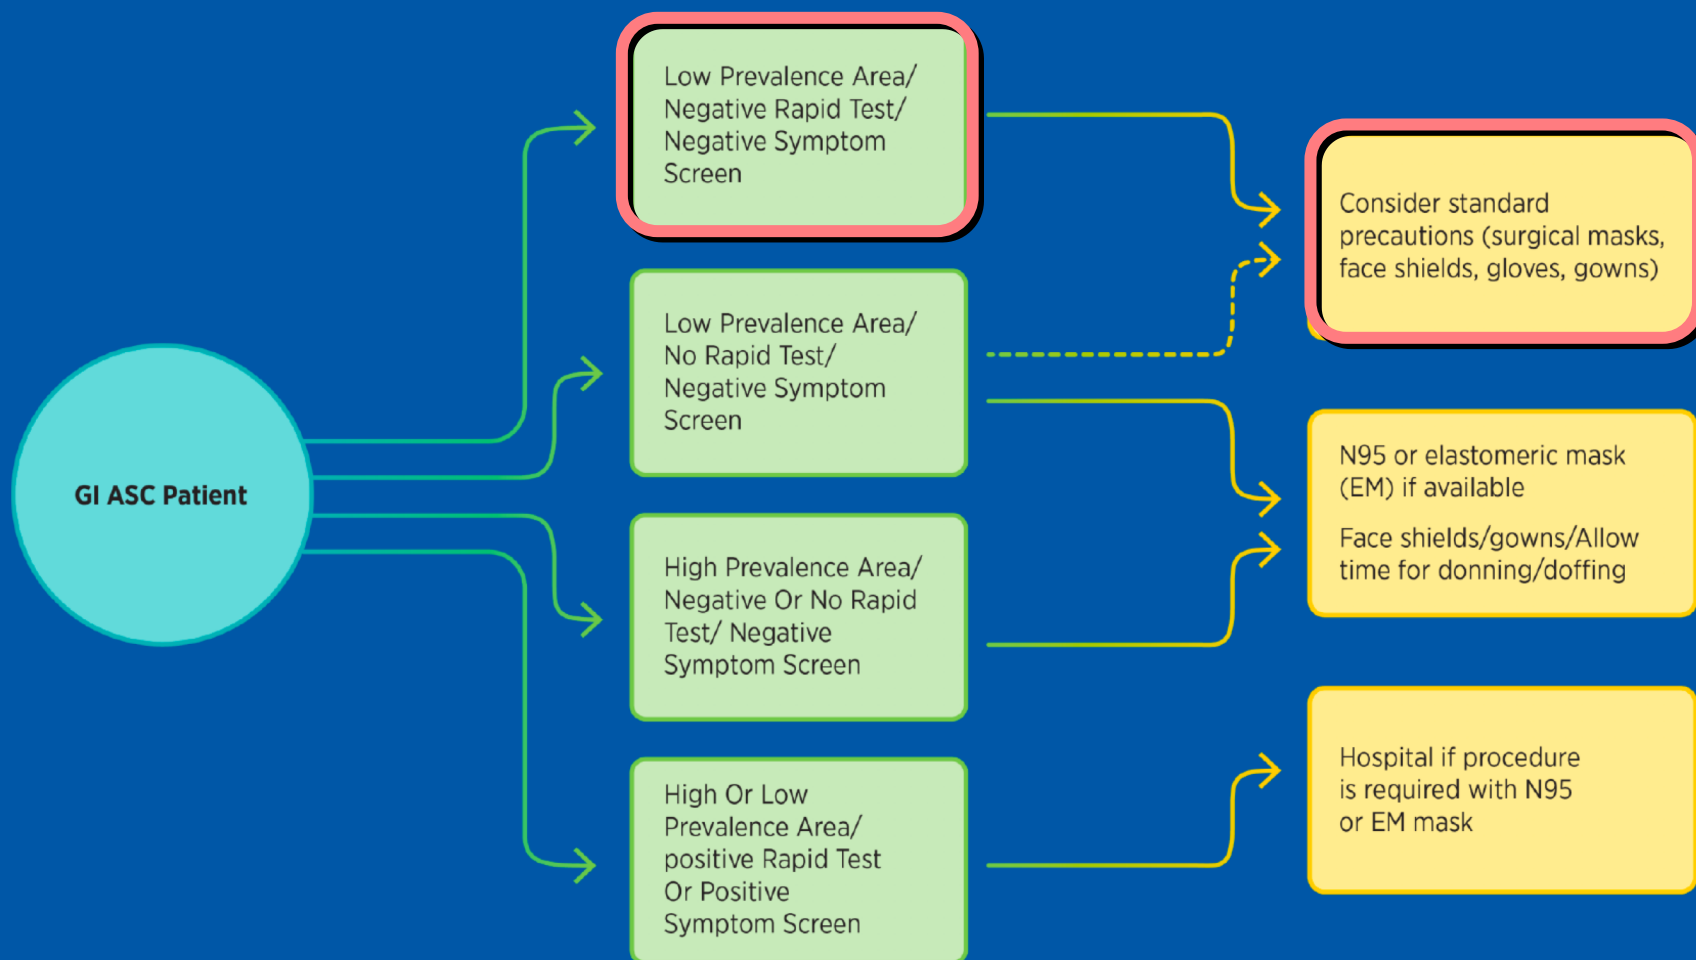 GI ASC Patient
Low Prevalence Area/
Negative Rapid Test/
Negative Symptom
Screen
Low Prevalence Area/
No Rapid Test/
Negative Symptom
Screen
High Prevalence Area/
Negative Or No Rapid
Test/ Negative
Symptom Screen
High Or Low
Prevalence Area/
positive Rapid Test
Or Positive
Symptom Screen
Consider standard
precautions (surgical masks,
face shields, gloves, gowns)
N95 or elastomeric mask
(EM) if available
Face shields/gowns/Allow
time for donning/doffing
Hospital if procedure
is required with N95
or EM mask